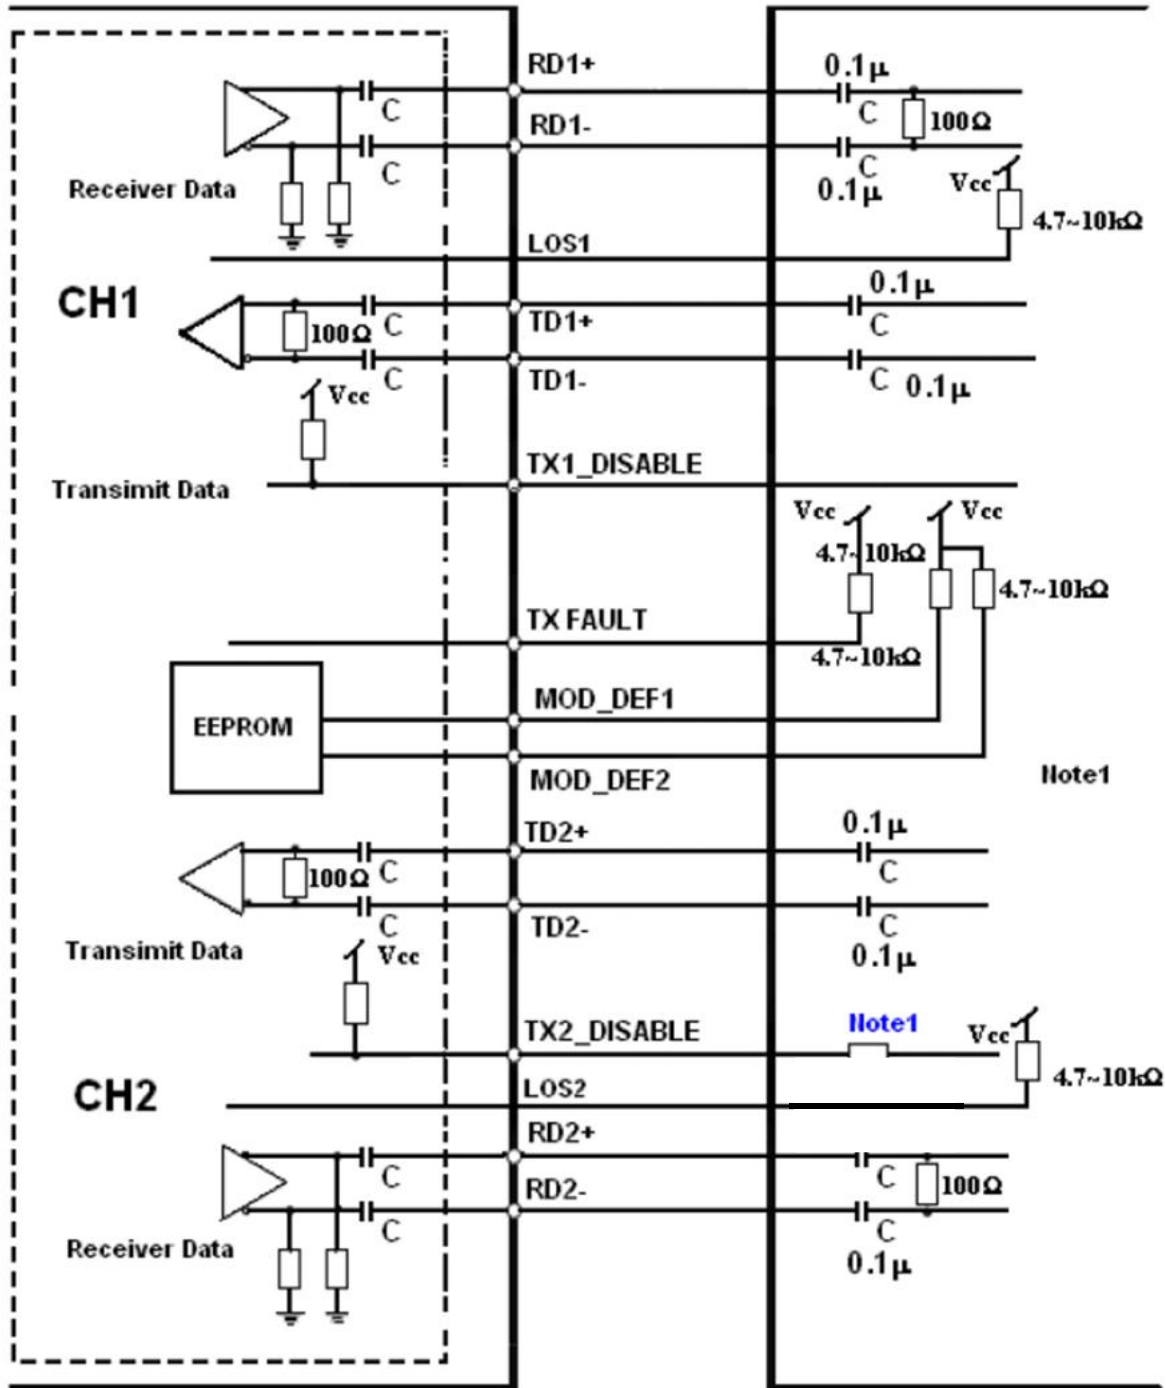 RD1+
0.1μ
C
C
100Ω
RD1-
C
C
0.1μ
Vcc
Receiver Data
4.7~10kΩ
LOS1
CH1
0.1μ
100Ω
C
TD1+
C
C
TD1-
C
0.1μ
Vcc
TX1_DISABLE
Transimit Data
Vcc
Vcc
4.7~10kΩ
4.7~10kΩ
TX FAULT
4.7~10kΩ
MOD_DEF1
EEPROM
MOD_DEF2
Note1
TD2+
0.1μ
100Ω
C
C
C
TD2-
C
Transimit Data
Vcc
0.1μ
TX2_DISABLE
Note1
Vcc
4.7~10kΩ
CH2
LOS2
RD2+
C
C
100Ω
RD2-
C
C
Receiver Data
0.1μ